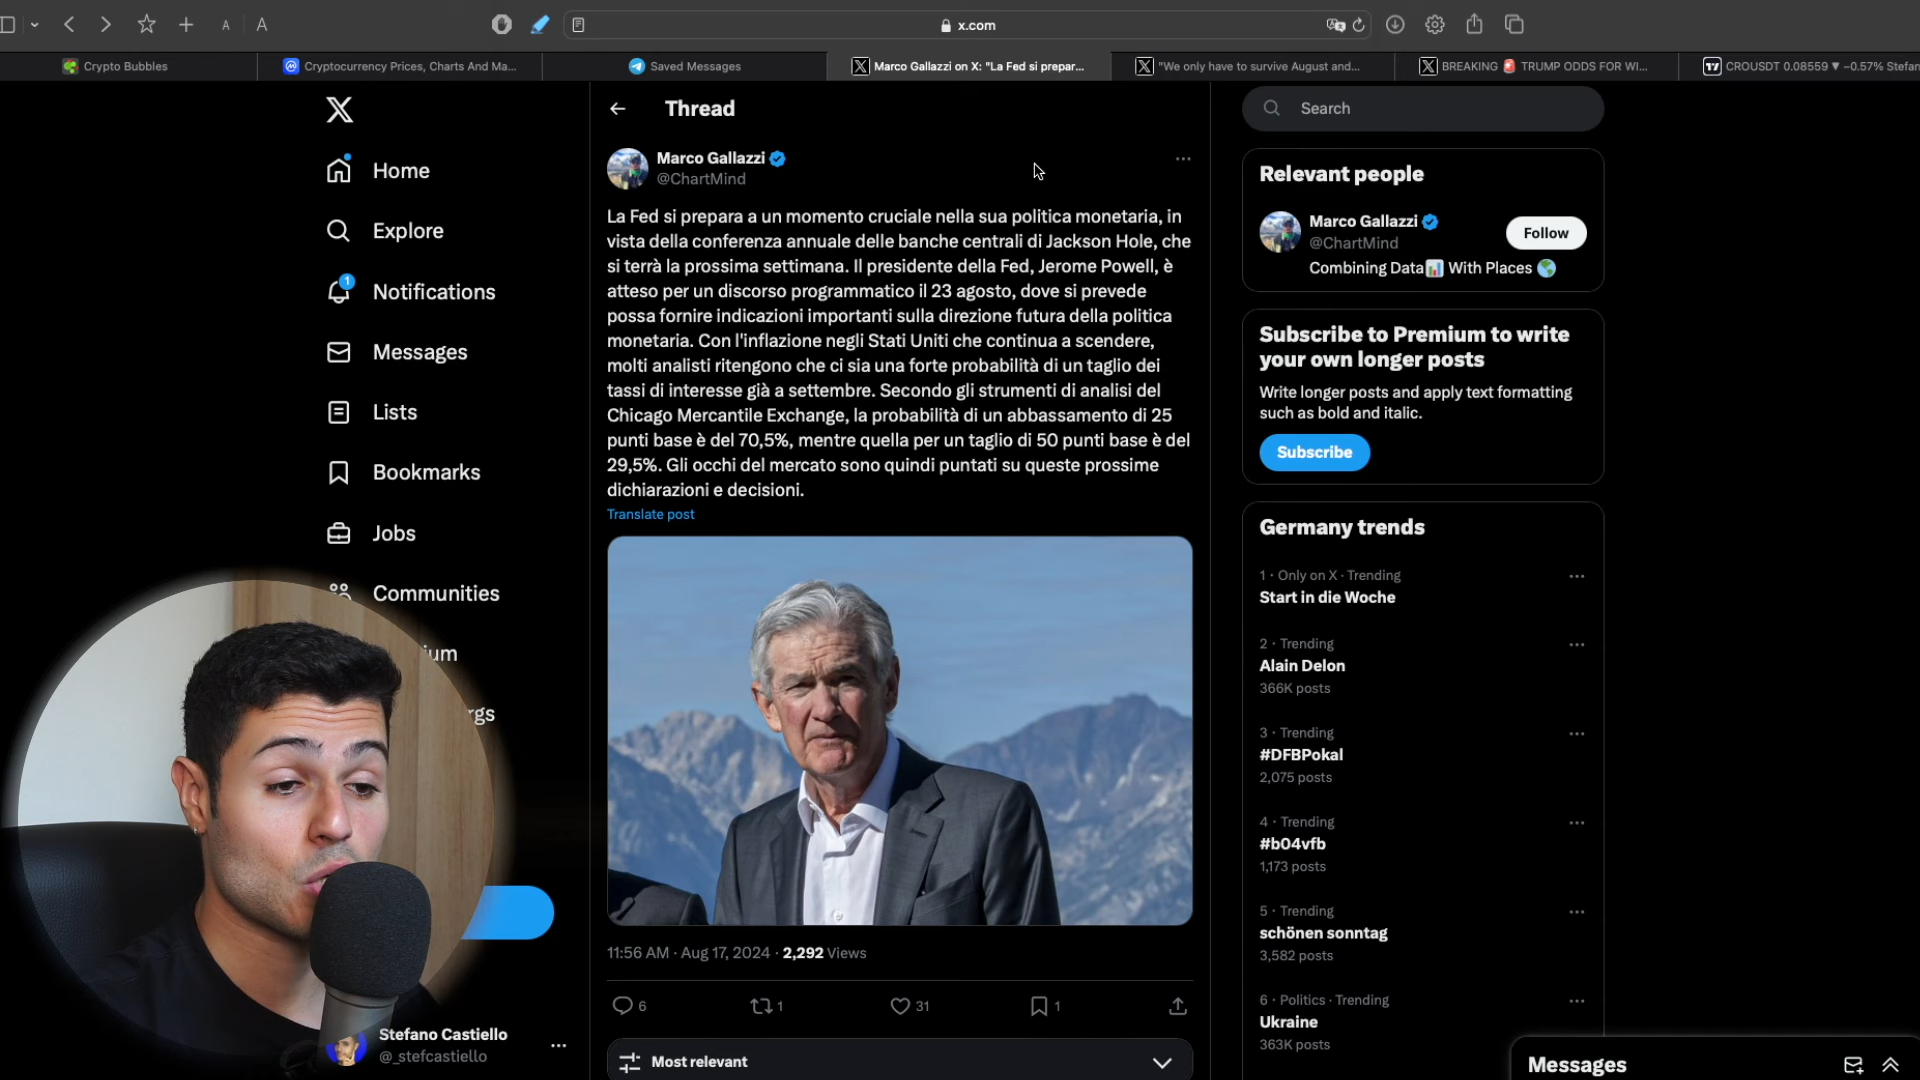 A
A
x.com
Crypto Bubbles
Cryptocurrency Prices, Charts And Ma...
Saved Messages
Marco Gallazzi on X: "La Fed si prepar...
"We only have to survive August and...
BREAKING 🚨 TRUMP ODDS FOR WI...
CROUSDT 0.08559 ▼ −0.57% Stefan
Home
Explore
1
Notifications
Messages
Lists
Bookmarks
Jobs
Communities
ium
rgs
Stefano Castiello
@_stefcastiello
Thread
Marco Gallazzi
@ChartMind
La Fed si prepara a un momento cruciale nella sua politica monetaria, in
vista della conferenza annuale delle banche centrali di Jackson Hole, che
si terrà la prossima settimana. Il presidente della Fed, Jerome Powell, è
atteso per un discorso programmatico il 23 agosto, dove si prevede
possa fornire indicazioni importanti sulla direzione futura della politica
monetaria. Con l'inflazione negli Stati Uniti che continua a scendere,
molti analisti ritengono che ci sia una forte probabilità di un taglio dei
tassi di interesse già a settembre. Secondo gli strumenti di analisi del
Chicago Mercantile Exchange, la probabilità di un abbassamento di 25
punti base è del 70,5%, mentre quella per un taglio di 50 punti base è del
29,5%. Gli occhi del mercato sono quindi puntati su queste prossime
dichiarazioni e decisioni.
Translate post
11:56 AM · Aug 17, 2024 · 2,292 Views
6
1
31
1
Most relevant
Search
Relevant people
Marco Gallazzi
@ChartMind
Follow
Combining Data📊 With Places 🌎
Subscribe to Premium to write
your own longer posts
Write longer posts and apply text formatting
such as bold and italic.
Subscribe
Germany trends
1 · Only on X · Trending
Start in die Woche
2 · Trending
Alain Delon
366K posts
3 · Trending
#DFBPokal
2,075 posts
4 · Trending
#b04vfb
1,173 posts
5 · Trending
schönen sonntag
3,582 posts
6 · Politics · Trending
Ukraine
363K posts
Messages